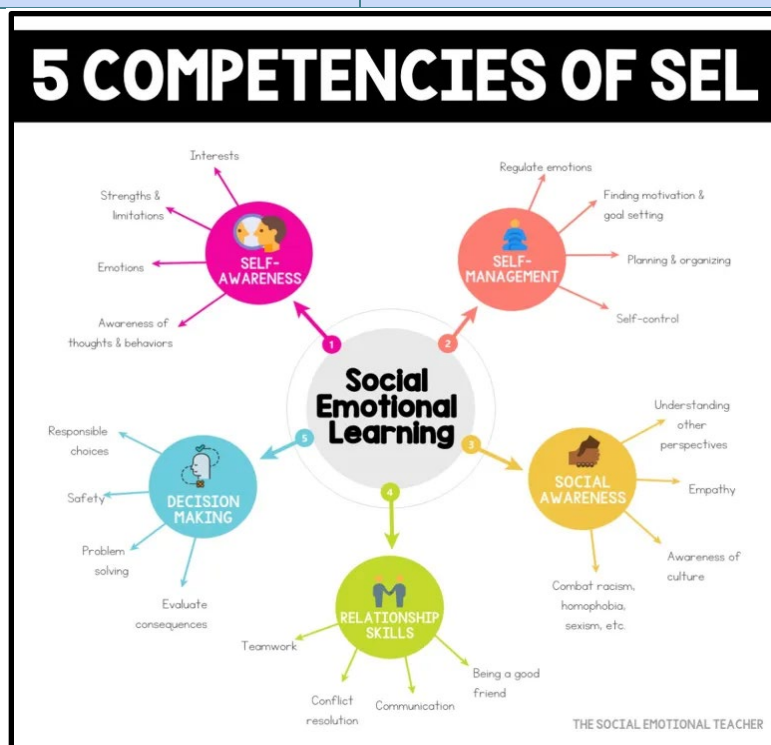 5 COMPETENCIES OF SEL
Interests
Strengths &
limitations
Emotions
Awareness of
thoughts & behaviors
SELF-
AWARENESS
1
Regulate emotions
Finding motivation &
goal setting
Planning & organizing
Self-control
SELF-
MANAGEMENT
2
Social
Emotional
Learning
Understanding
other
perspectives
Empathy
Awareness of
culture
Combat racism,
homophobia,
sexism, etc.
SOCIAL
AWARENESS
3
RELATIONSHIP
SKILLS
4
Teamwork
Conflict
resolution
Communication
Being a good
friend
DECISION
MAKING
5
Responsible
choices
Safety
Problem
solving
Evaluate
consequences
THE SOCIAL EMOTIONAL TEACHER